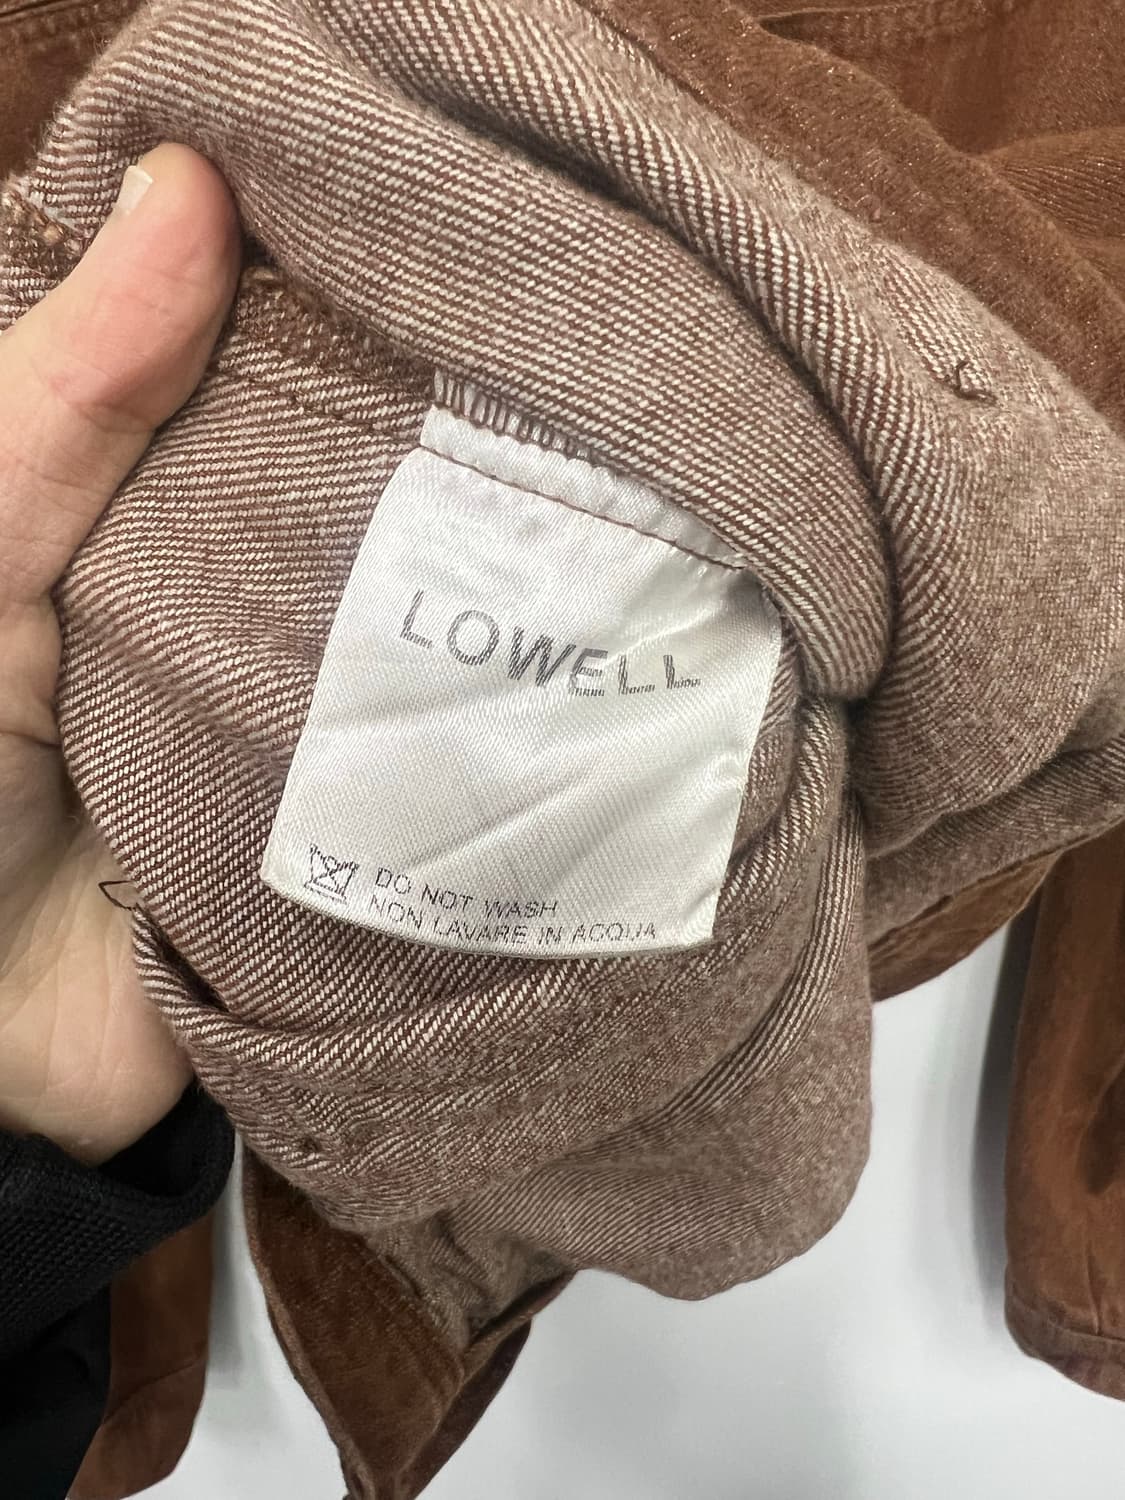 LOWELL
DO NOT WASH
NON LAVARE IN ACQUA